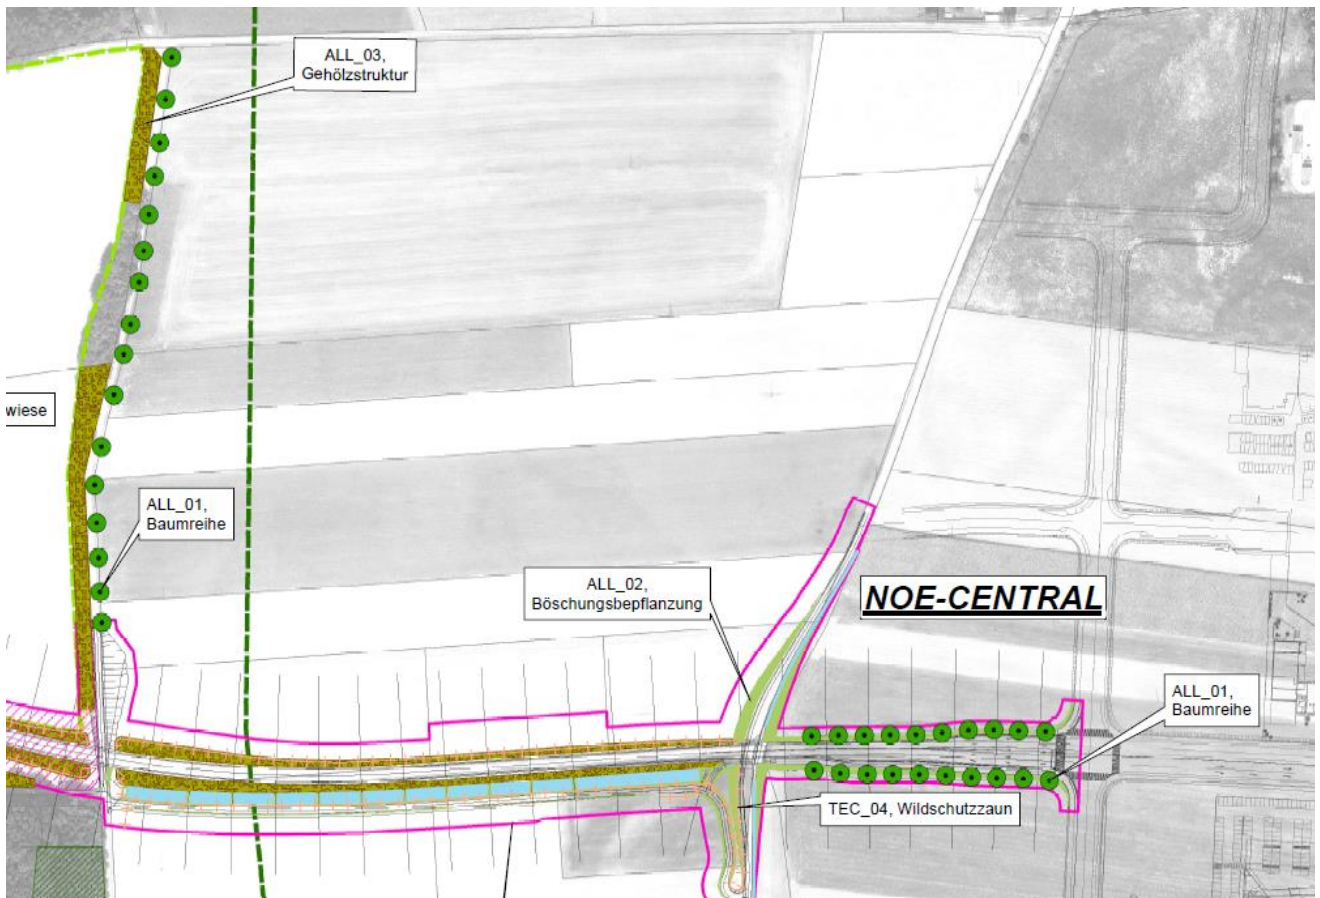 ALL_03,
Gehölzstruktur
wiese
ALL_01,
Baumreihe
ALL_02,
Böschungsbepflanzung
NOE-CENTRAL
ALL_01,
Baumreihe
TEC_04, Wildschutzzaun